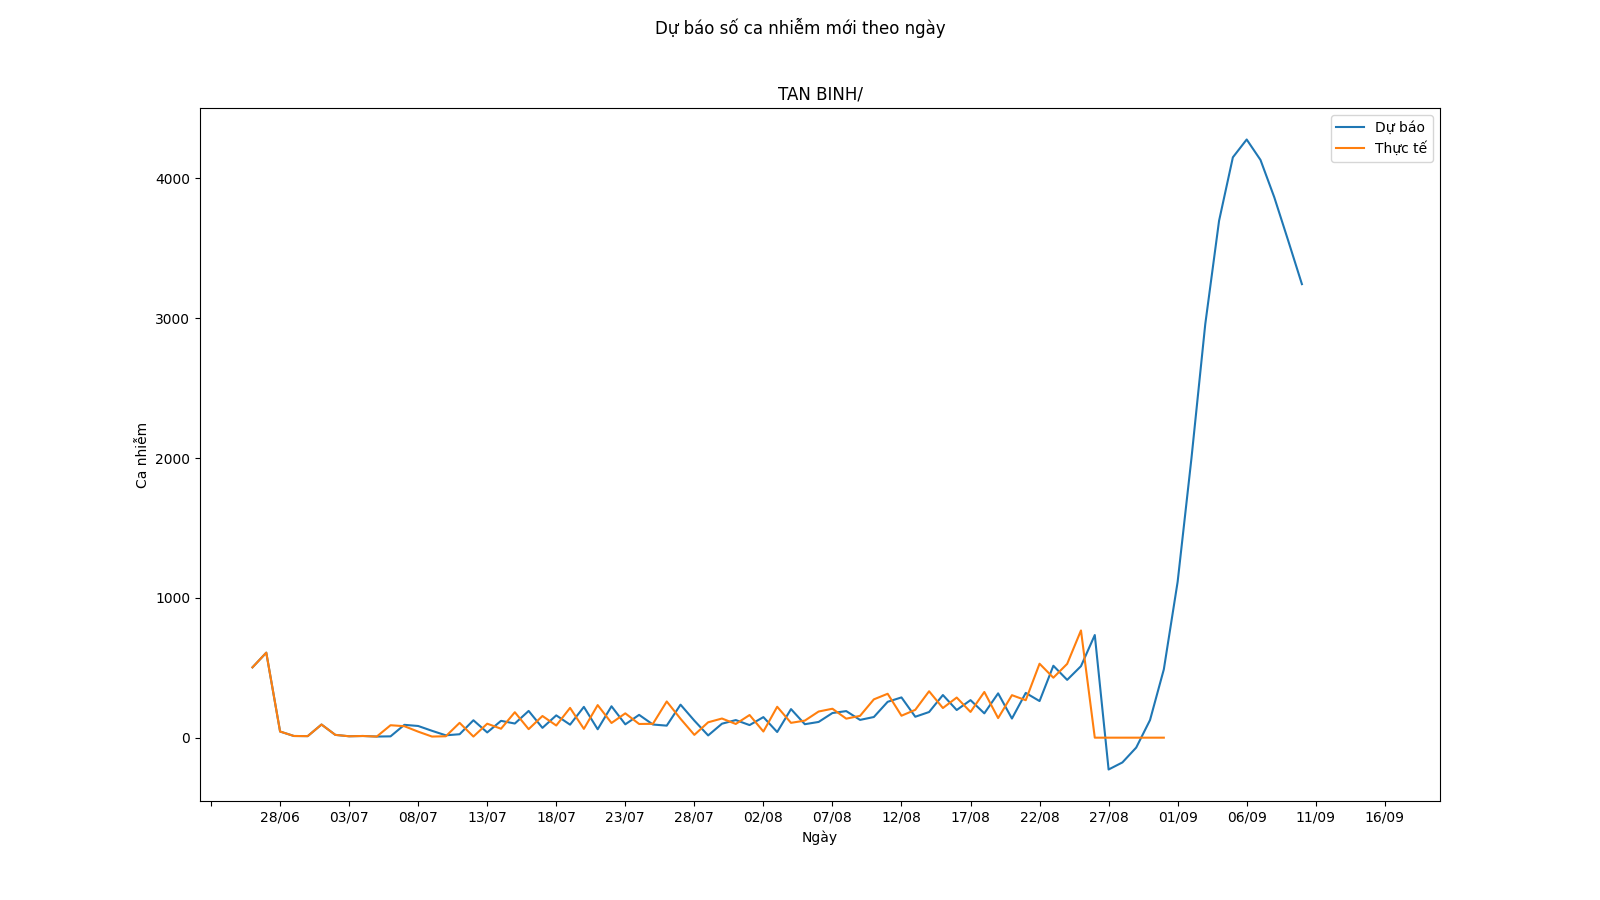 Dự báo số ca nhiễm mới theo ngày
TAN BINH/
Dự báo
Thực tế
4000
3000
2000
1000
0
Ca nhiễm
28/06 03/07 08/07 13/07 18/07 23/07 28/07 02/08 07/08 12/08 17/08 22/08 27/08 01/09 06/09 11/09 16/09
Ngày